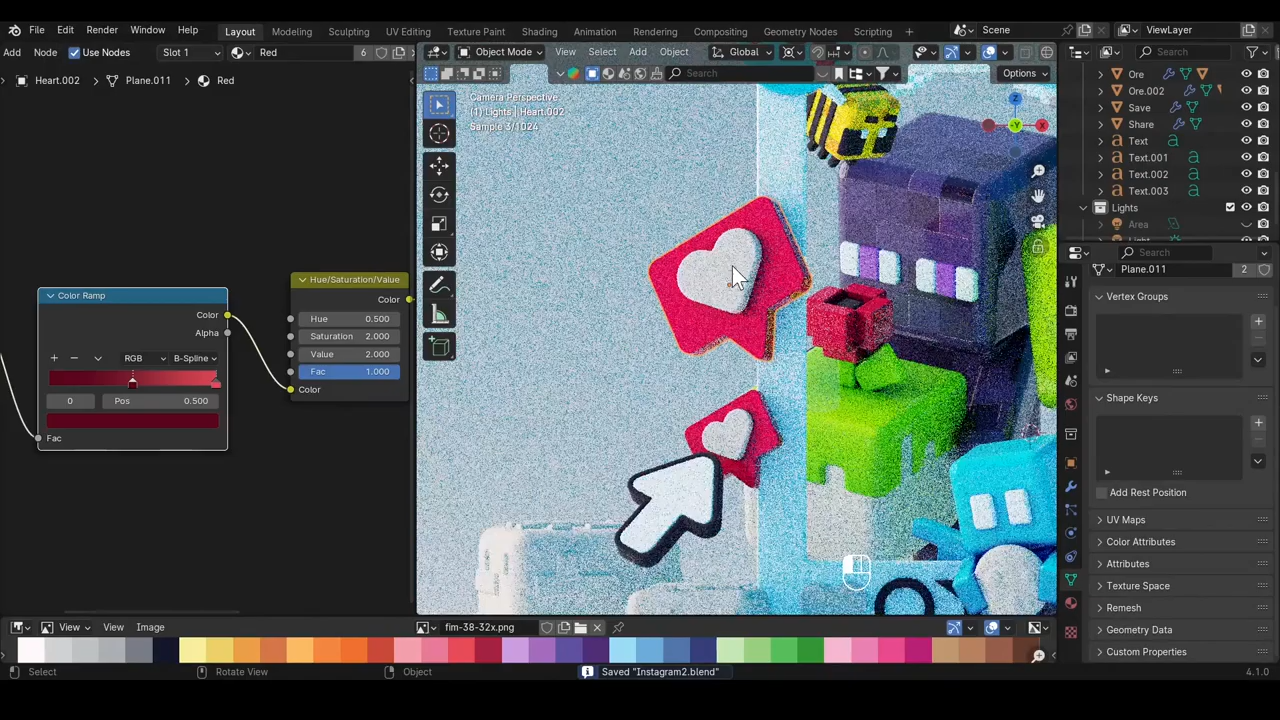 File Edit Render Window Help Layout Modeling Sculpting UV Editing Texture Paint Shading Animation Rendering Compositing Geometry Nodes Scripting + Scene ViewLayer
Add Node Use Nodes Slot 1 Red 6 Object Mode View Select Add Object Global
Search Options
Heart.002 > Plane.011 > Red
Camera Perspective
(1) Lights | Heart.002
Sample 3/1024
Search
Ore
Ore.002
Save
Share
Text
Text.001
Text.002
Text.003
Lights
Area
Light
Search
Plane.011 2
Vertex Groups
Shape Keys
Add Rest Position
UV Maps
Color Attributes
Attributes
Texture Space
Remesh
Geometry Data
Custom Properties
Color Ramp
Color
Alpha
RGB B-Spline
0 Pos 0.500
Fac
Hue/Saturation/Value
Color
Hue 0.500
Saturation 2.000
Value 2.000
Fac 1.000
Color
X
-Y
Z
View View Image fim-38-32x.png
Select Rotate View Object Saved "Instagram2.blend" 4.1.0